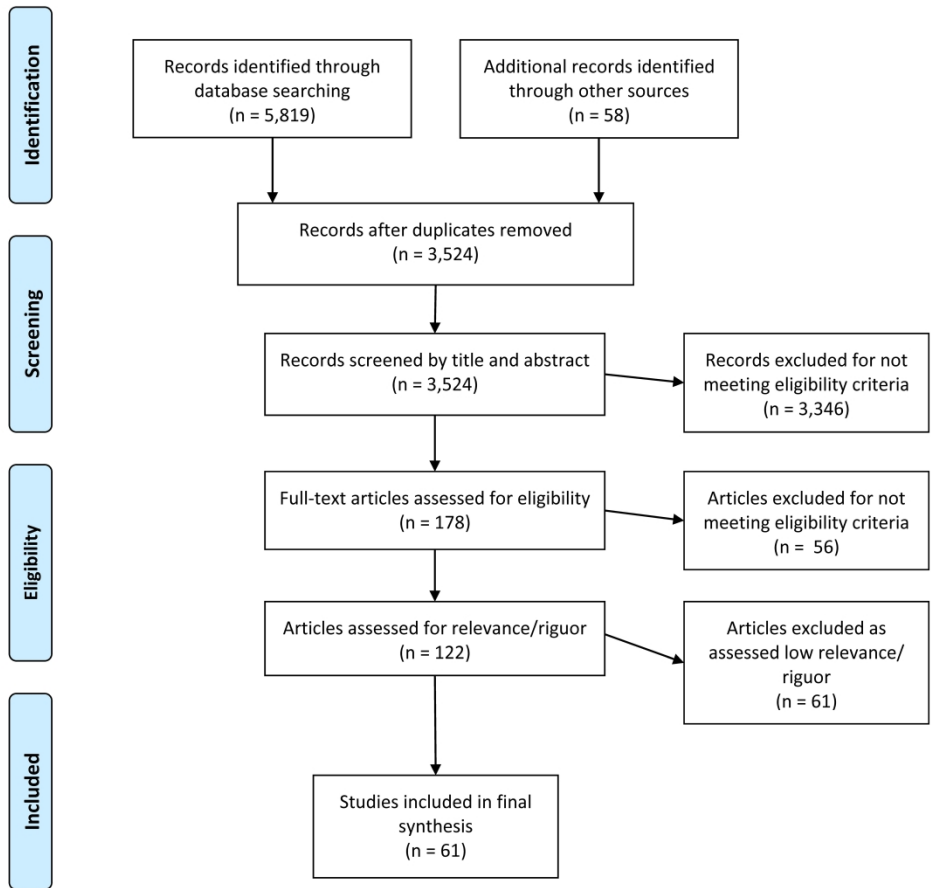 Identification
Records identified through
database searching
(n = 5,819)
Additional records identified
through other sources
(n = 58)
Records after duplicates removed
(n = 3,524)
Screening
Records screened by title and abstract
(n = 3,524)
Records excluded for not
meeting eligibility criteria
(n = 3,346)
Eligibility
Full-text articles assessed for eligibility
(n = 178)
Articles excluded for not
meeting eligibility criteria
(n =  56)
Articles assessed for relevance/riguor
(n = 122)
Articles excluded as
assessed low relevance/
riguor
(n = 61)
Included
Studies included in final
synthesis
(n = 61)